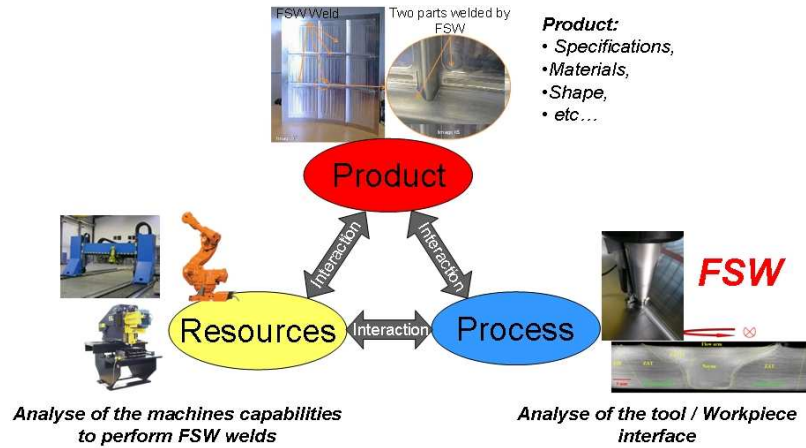 FSW Weld
Two parts welded by
FSW
Product:
• Specifications,
•Materials,
•Shape,
• etc…
Product
Interaction
Interaction
FSW
Resources
Interaction
Process
Analyse of the machines capabilities
to perform FSW welds
Analyse of the tool / Workpiece
interface